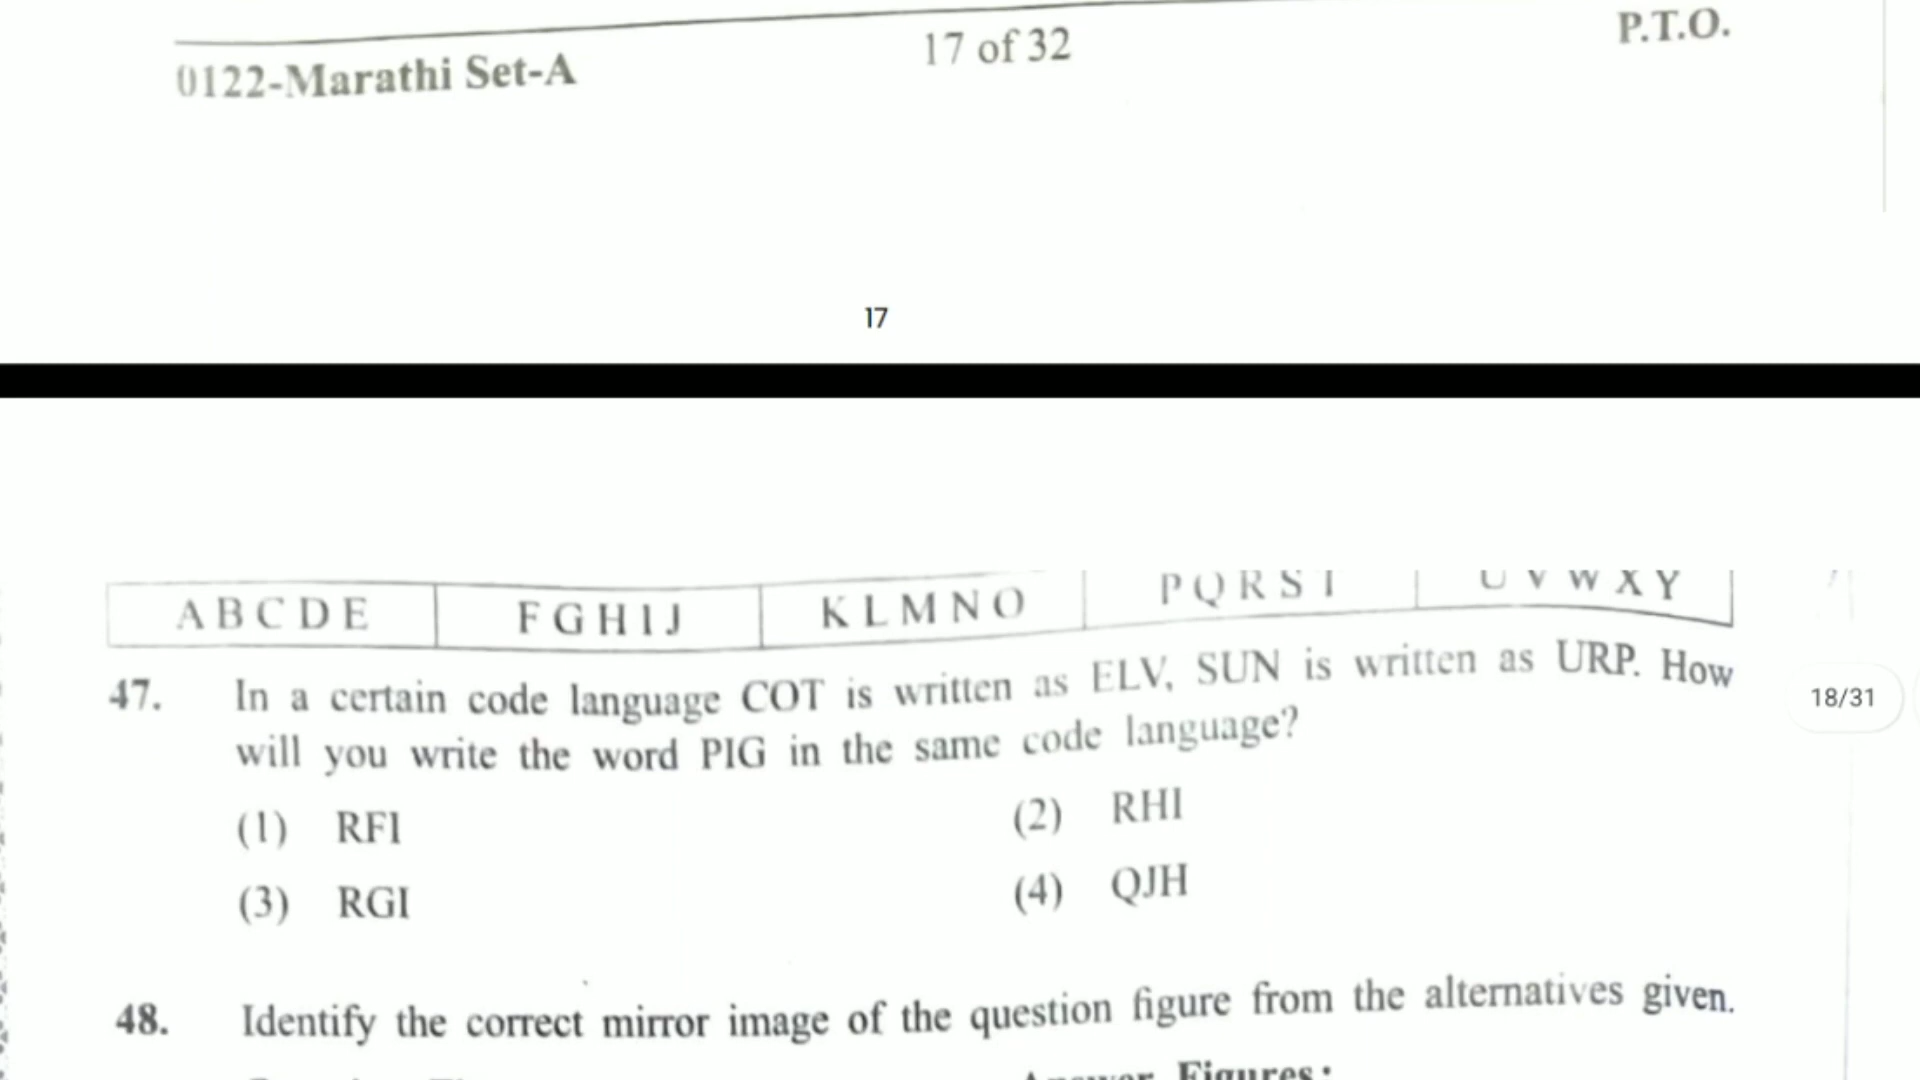 0122-Marathi Set-A 17 of 32 P.T.O.
17
A B C D E F G H I J K L M N O P Q R S T U V W X Y
47. In a certain code language COT is written as ELV, SUN is written as URP. How
will you write the word PIG in the same code language?
(1) RFI (2) RHI
(3) RGI (4) QJH
18/31
48. Identify the correct mirror image of the question figure from the alternatives given.
Answer Figures: